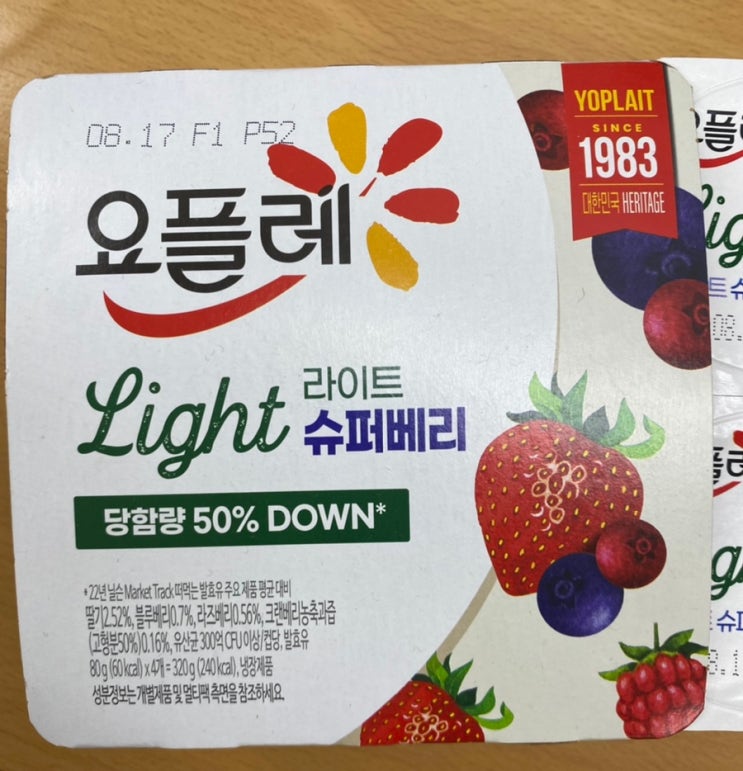 08.17 F1 P52
YOPLAIT
SINCE
1983
대한민국 HERITAGE
요플레
Light 라이트
슈퍼베리
당함량 50% DOWN*
*22년 닐슨 Market Track 떠먹는 발효유 주요 제품 평균 대비
딸기2.52%, 블루베리0.7%, 라즈베리0.56%, 크랜베리농축과즙
(고형분50%)0.16%, 유산균 300억 CFU 이상/컵당, 발효유
80 g (60 kcal) x 4개 = 320 g (240 kcal), 냉장제품
성분정보는 개별제품 및 멀티팩 측면을 참조하세요.